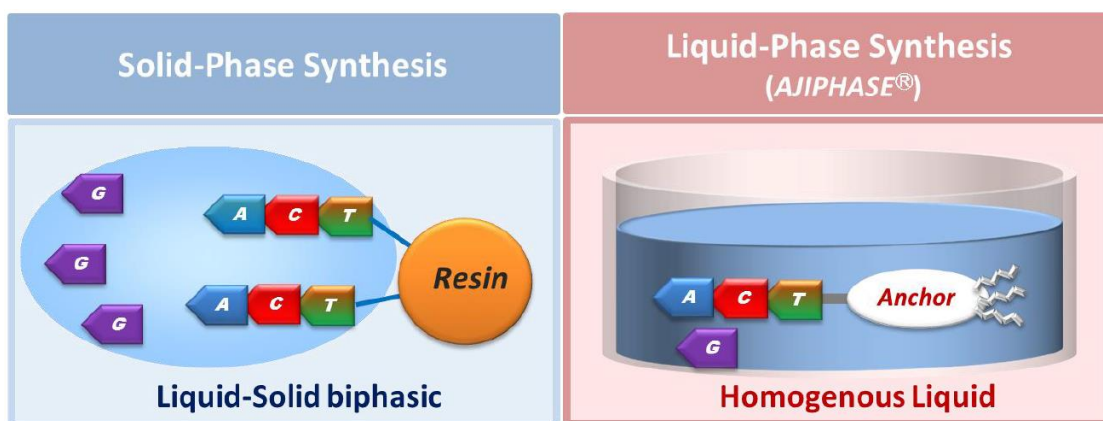 Solid-Phase Synthesis
Liquid-Phase Synthesis
(AJIPHASE®)
G
A C T
G
Resin
A C T
G
Liquid-Solid biphasic
A C T
Anchor
G
Homogenous Liquid